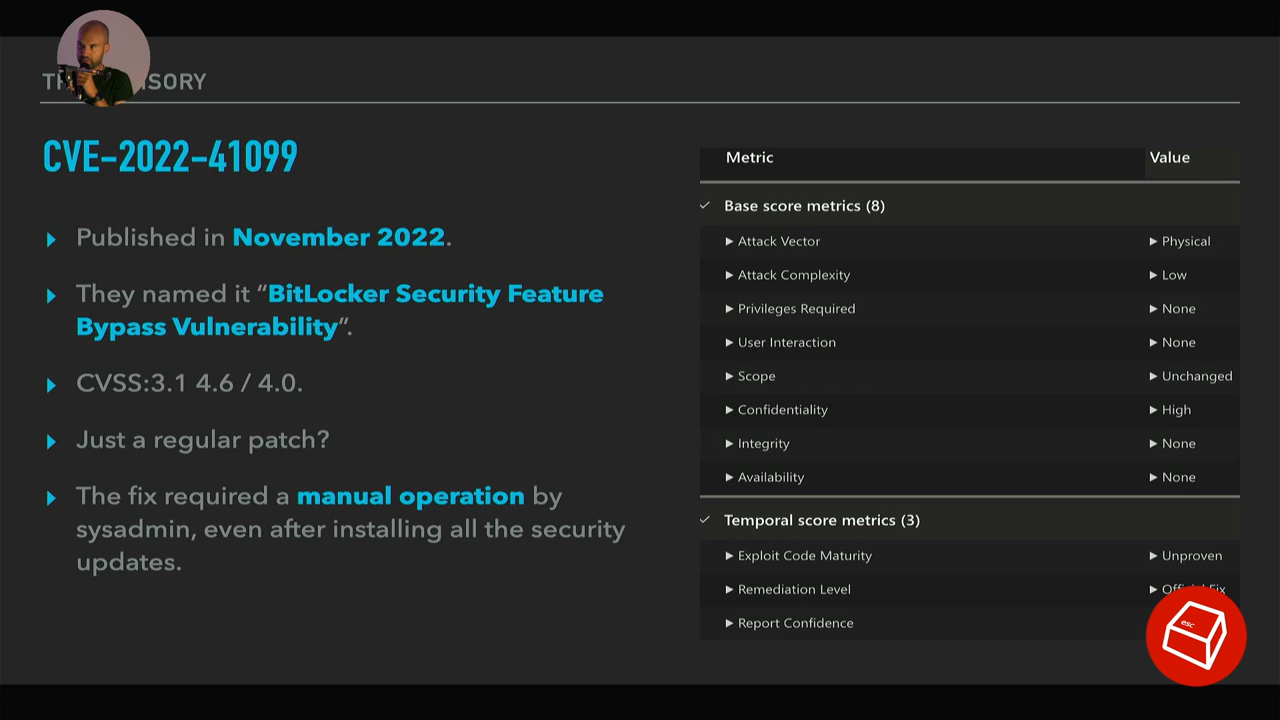 CVE-2022-41099
▸ Published in November 2022.
▸ They named it “BitLocker Security Feature
Bypass Vulnerability”.
▸ CVSS:3.1 4.6 / 4.0.
▸ Just a regular patch?
▸ The fix required a manual operation by
sysadmin, even after installing all the security
updates.
Metric Value
Base score metrics (8)
Attack Vector Physical
Attack Complexity Low
Privileges Required None
User Interaction None
Scope Unchanged
Confidentiality High
Integrity None
Availability None
Temporal score metrics (3)
Exploit Code Maturity Unproven
Remediation Level Official Fix
Report Confidence
esc